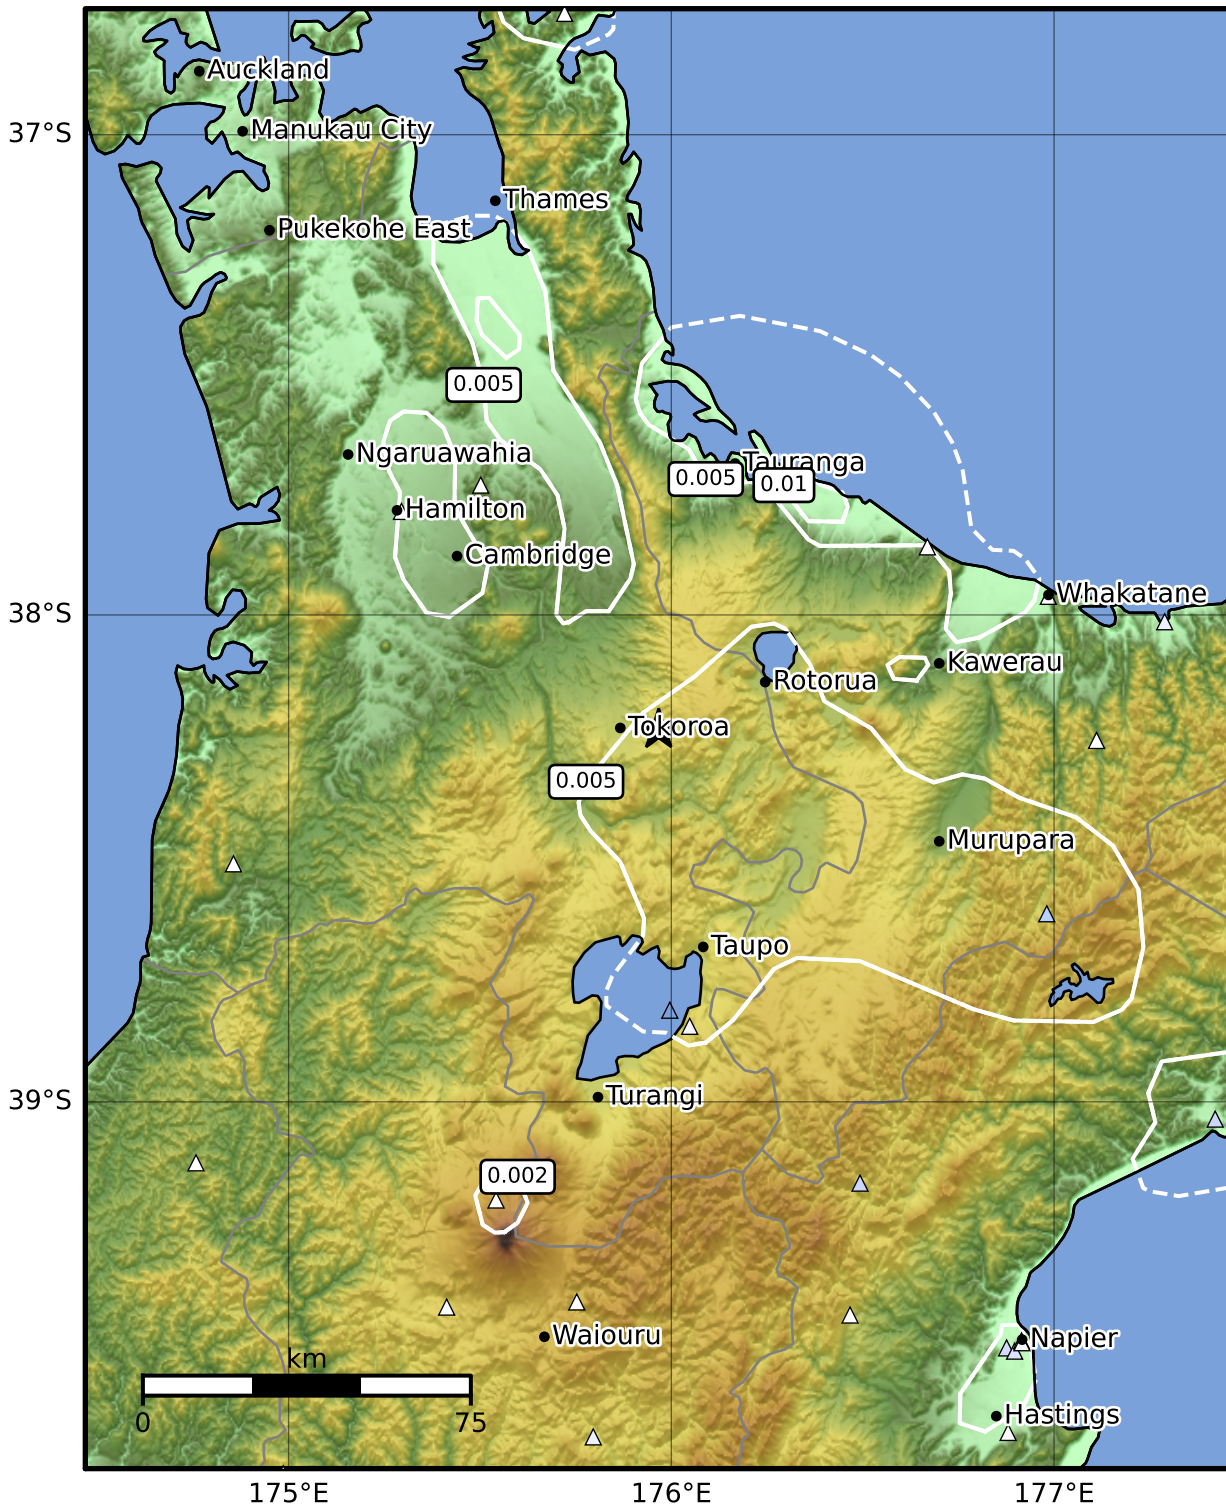 Auckland
Manukau City
37°S
Thames
Pukekohe East
0.005
Ngaruawahia
Tauranga
0.005
0.01
Hamilton
Cambridge
Whakatane
38°S
Kawerau
Rotorua
Tokoroa
0.005
Murupara
Taupo
Turangi
39°S
0.002
Waiouru
Napier
km
0
75
Hastings
175°E
176°E
177°E